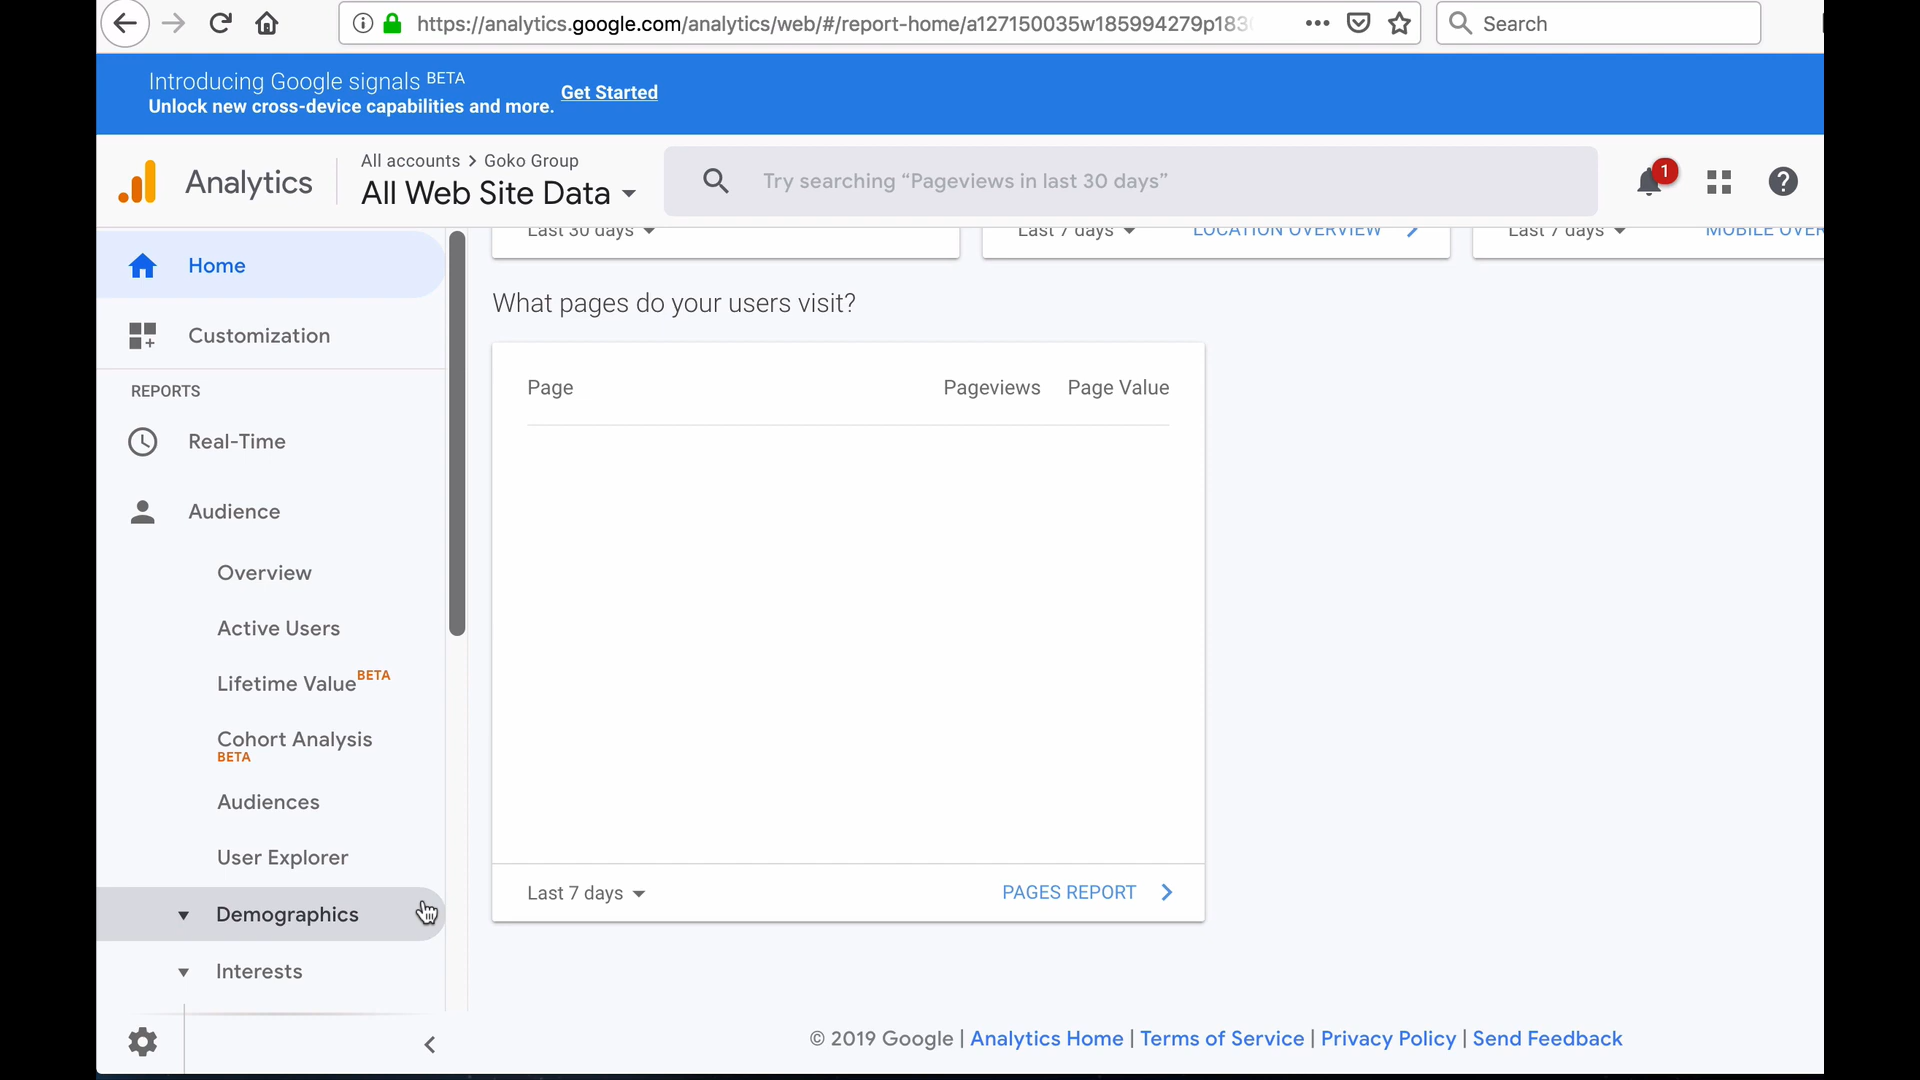 https://analytics.google.com/analytics/web/#/report-home/a127150035w185994279p183
Search
Introducing Google signals BETA
Unlock new cross-device capabilities and more.
Get Started
Analytics
All accounts > Goko Group
All Web Site Data
Try searching “Pageviews in last 30 days”
1
Home
Customization
REPORTS
Real-Time
Audience
Overview
Active Users
Lifetime Value BETA
Cohort Analysis
BETA
Audiences
User Explorer
Demographics
Interests
Last 30 days
Last 7 days
LOCATION OVERVIEW
Last 7 days
MOBILE OVER
What pages do your users visit?
Page Pageviews Page Value
Last 7 days
PAGES REPORT
© 2019 Google | Analytics Home | Terms of Service | Privacy Policy | Send Feedback